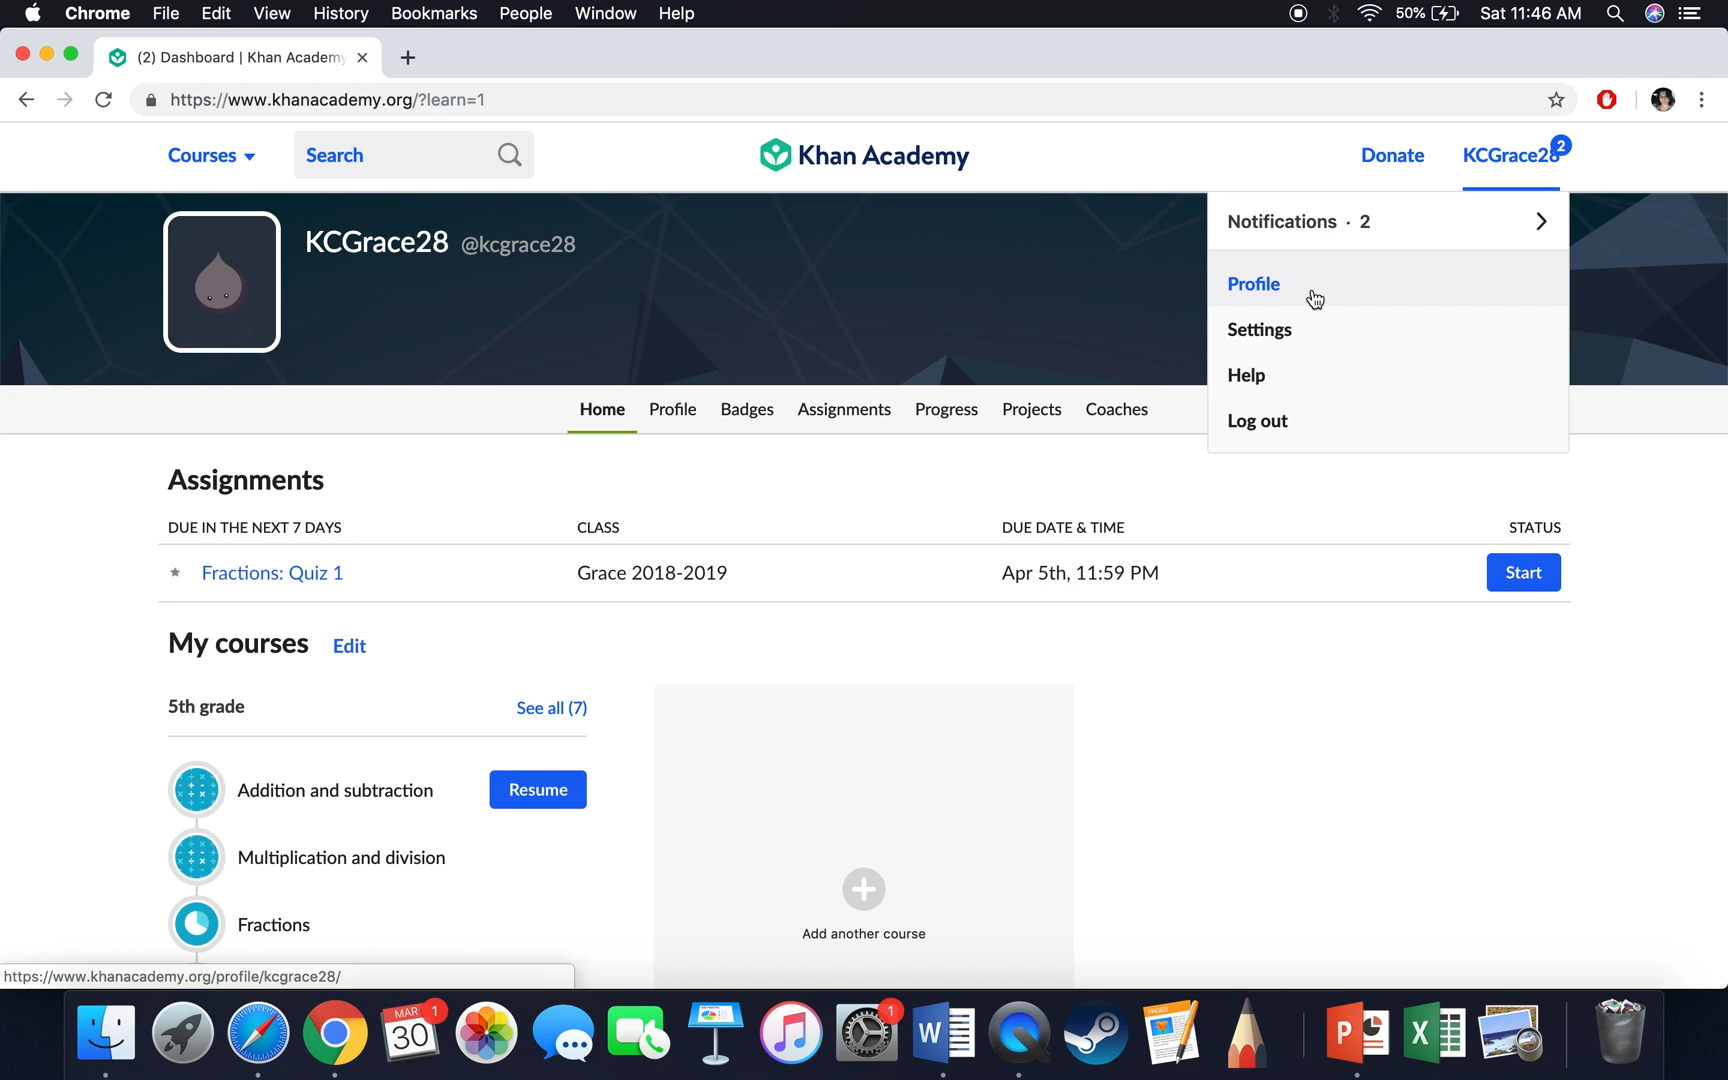 Chrome File Edit View History Bookmarks People Window Help 50% Sat 11:46 AM
(2) Dashboard | Khan Academy
https://www.khanacademy.org/?learn=1
Courses Search Khan Academy Donate KCGrace28 2
Notifications · 2
KCGrace28 @kcgrace28
Profile
Settings
Help
Log out
Home Profile Badges Assignments Progress Projects Coaches
Assignments
DUE IN THE NEXT 7 DAYS CLASS DUE DATE & TIME STATUS
Fractions: Quiz 1 Grace 2018-2019 Apr 5th, 11:59 PM Start
My courses Edit
5th grade See all (7)
Addition and subtraction Resume
Multiplication and division
Fractions
Add another course
https://www.khanacademy.org/profile/kcgrace28/
MAR 1 1
30 W P X
PAGES